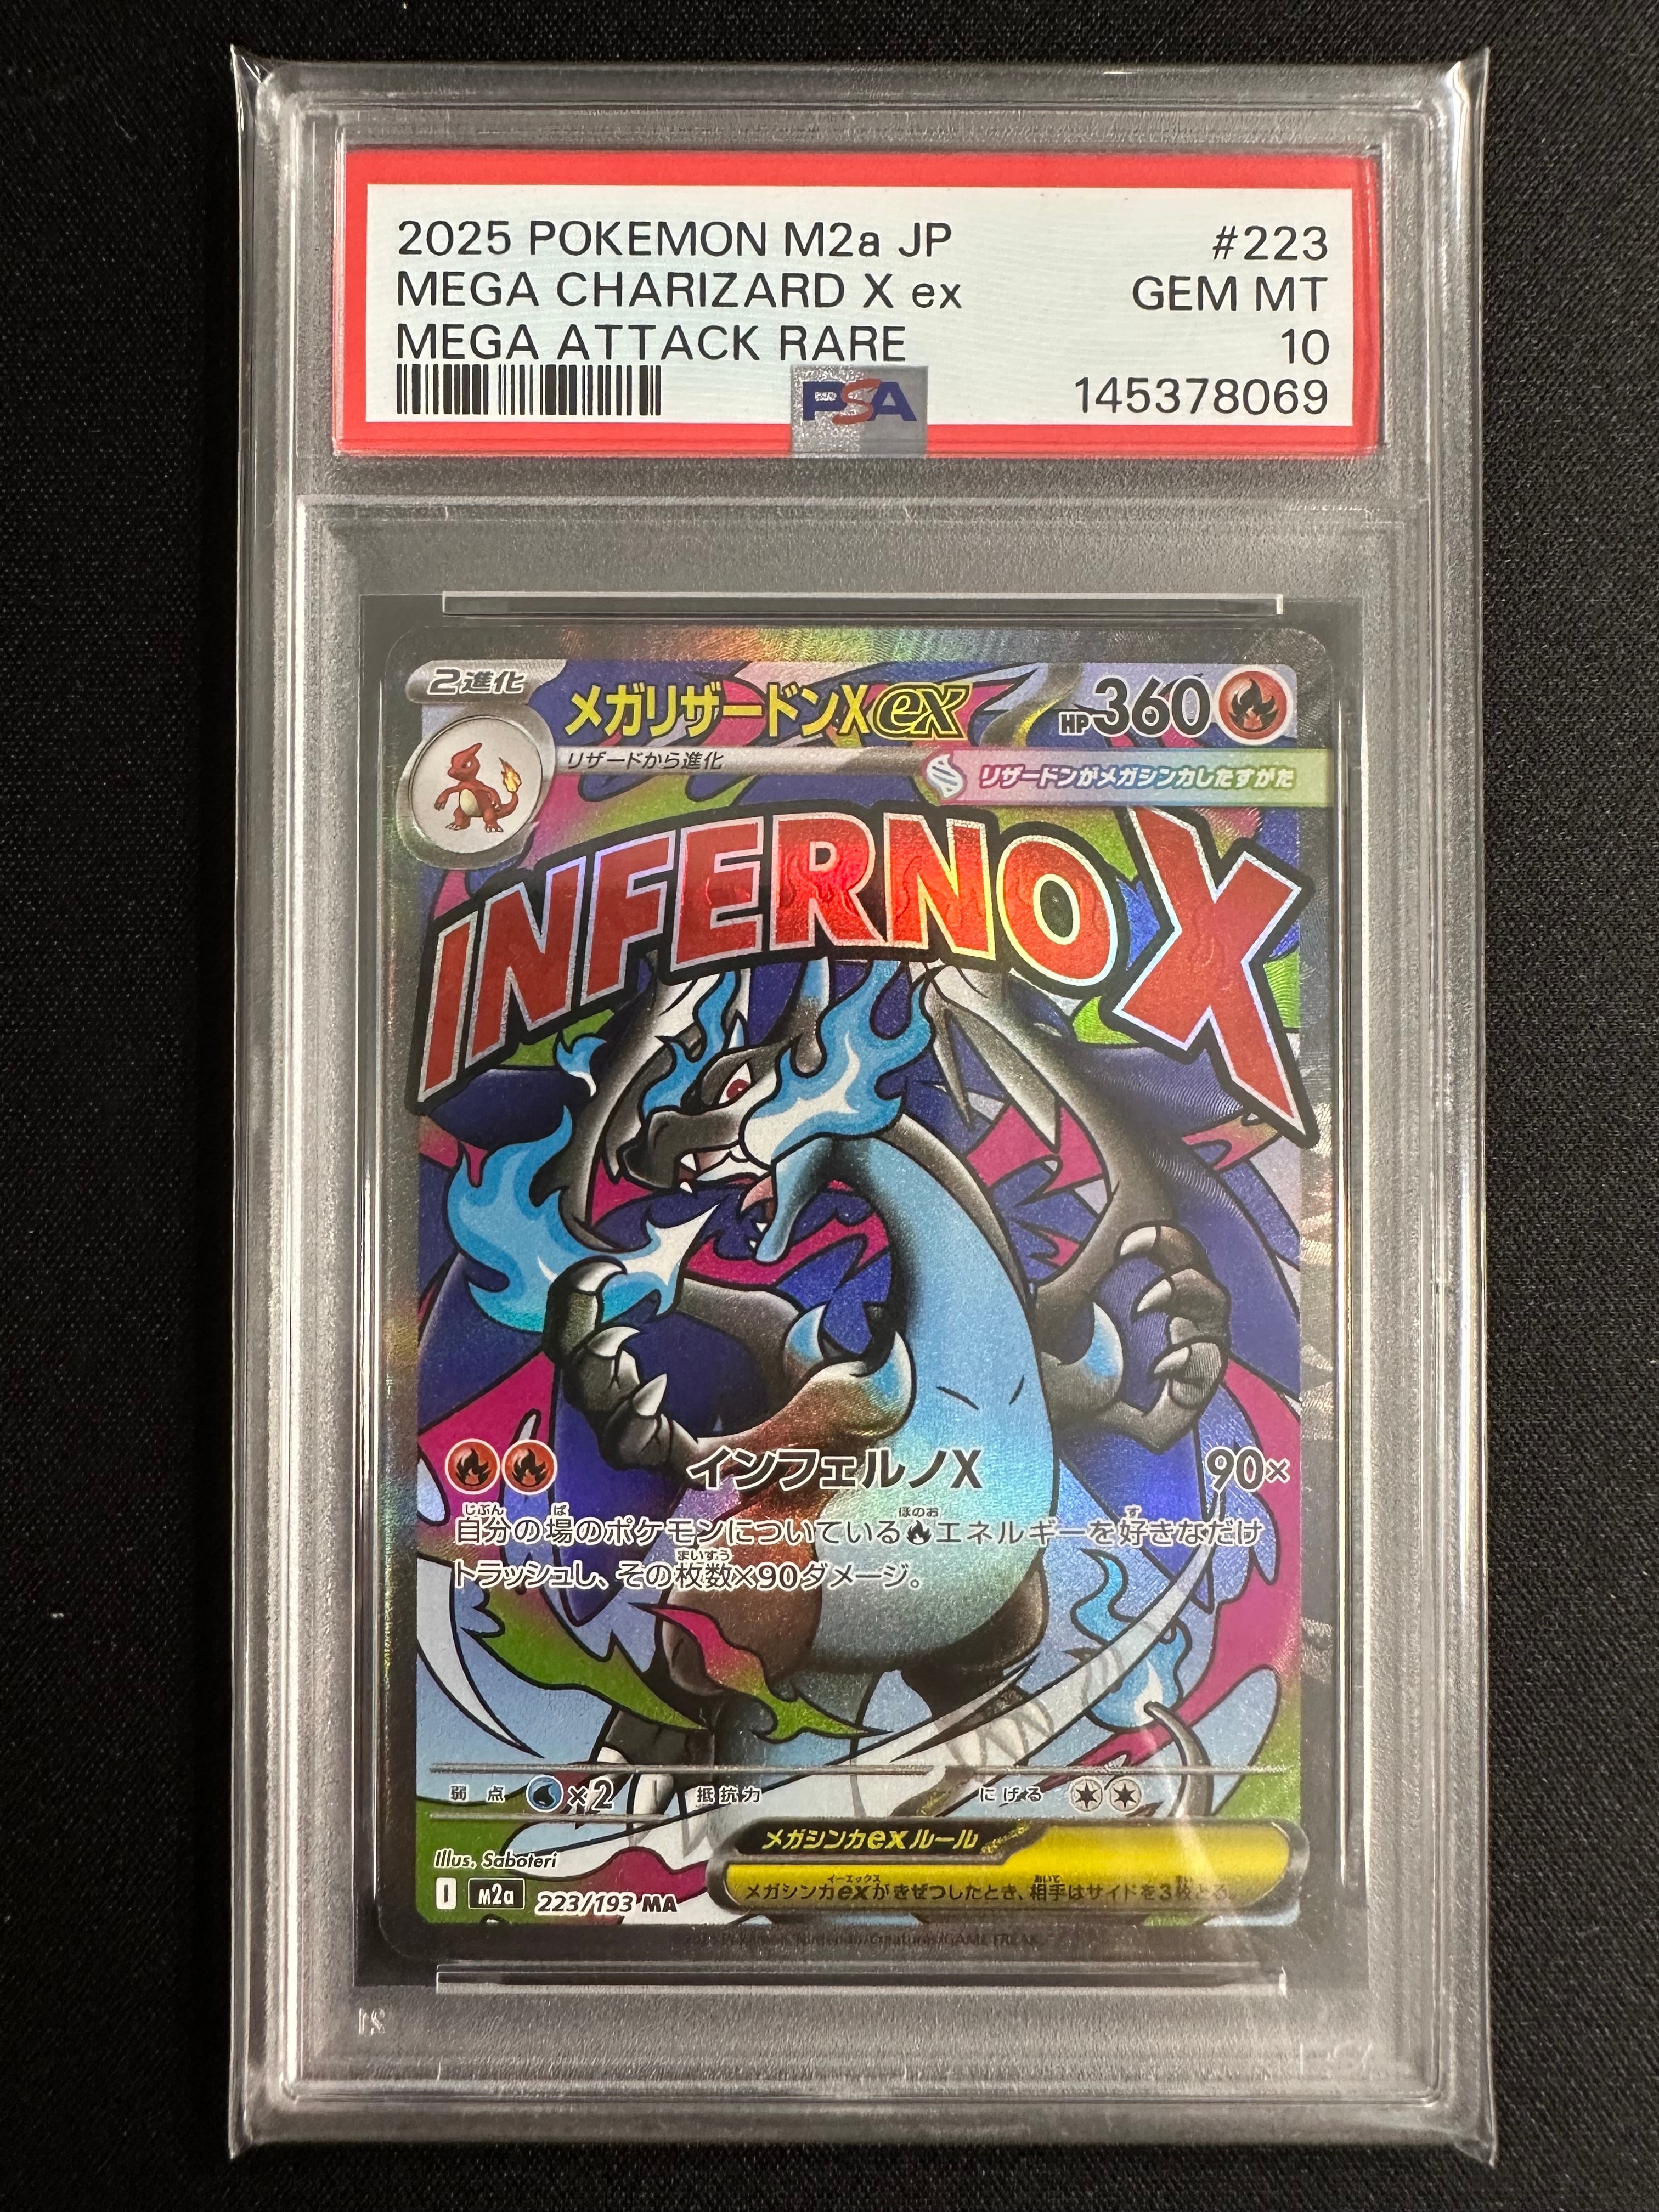 2025 POKEMON M2a JP #223
MEGA CHARIZARD X ex GEM MT
MEGA ATTACK RARE 10
PSA 145378069
2進化
メガリザードンXex HP360
リザードから進化
リザードンがメガシンカしたすがた
INFERNO X
インフェルノX 90×
自分の場のポケモンについているエネルギーを好きなだけ
トラッシュし、その枚数×90ダメージ。
弱点 ×2 抵抗力 にげる
メガシンカexルール
メガシンカexがきぜつしたとき、相手はサイドを3枚とる。
Illus. Saboteri
I m2a 223/193 MA
Pokémon/Nintendo/Creatures/GAME FREAK.